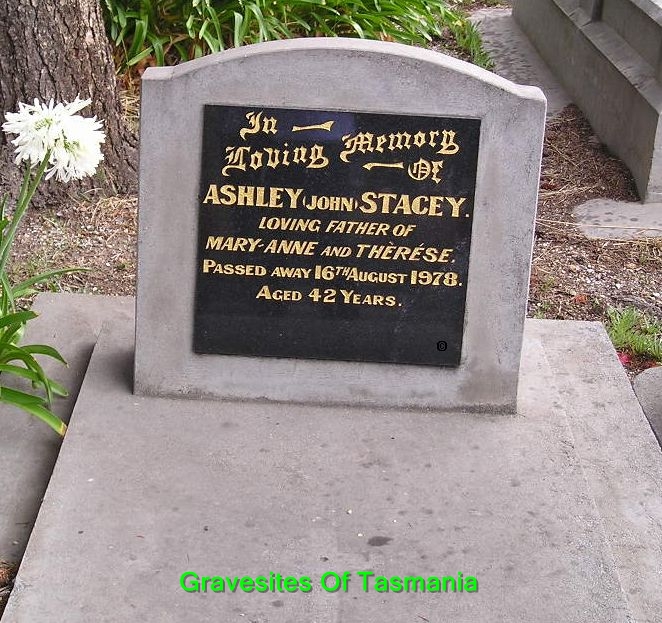 In Loving Memory Of
ASHLEY (JOHN) STACEY.
LOVING FATHER OF
MARY-ANNE AND THÈRÉSE.
PASSED AWAY 16TH AUGUST 1978.
AGED 42 YEARS.
©
Gravesites Of Tasmania